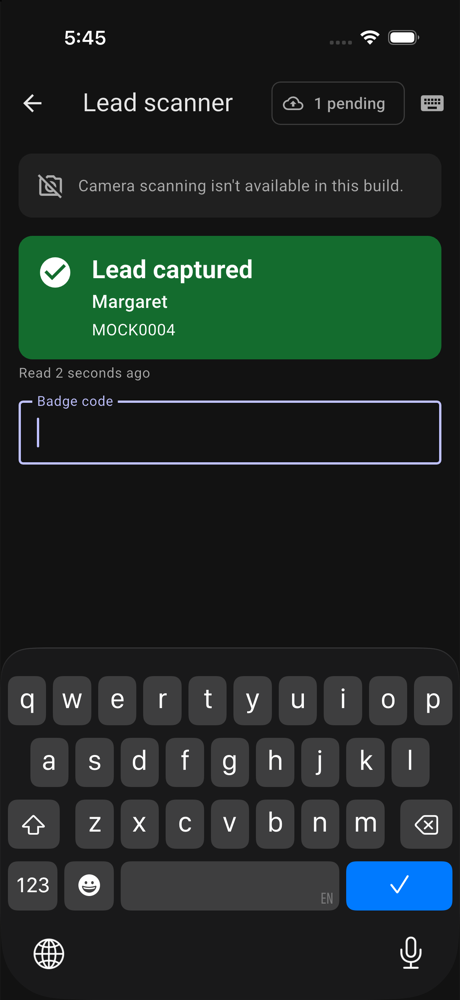 5:45
Lead scanner
1 pending
Camera scanning isn't available in this build.
Lead captured
Margaret
MOCK0004
Read 2 seconds ago
Badge code
q w e r t y u i o p
a s d f g h j k l
z x c v b n m
123
EN